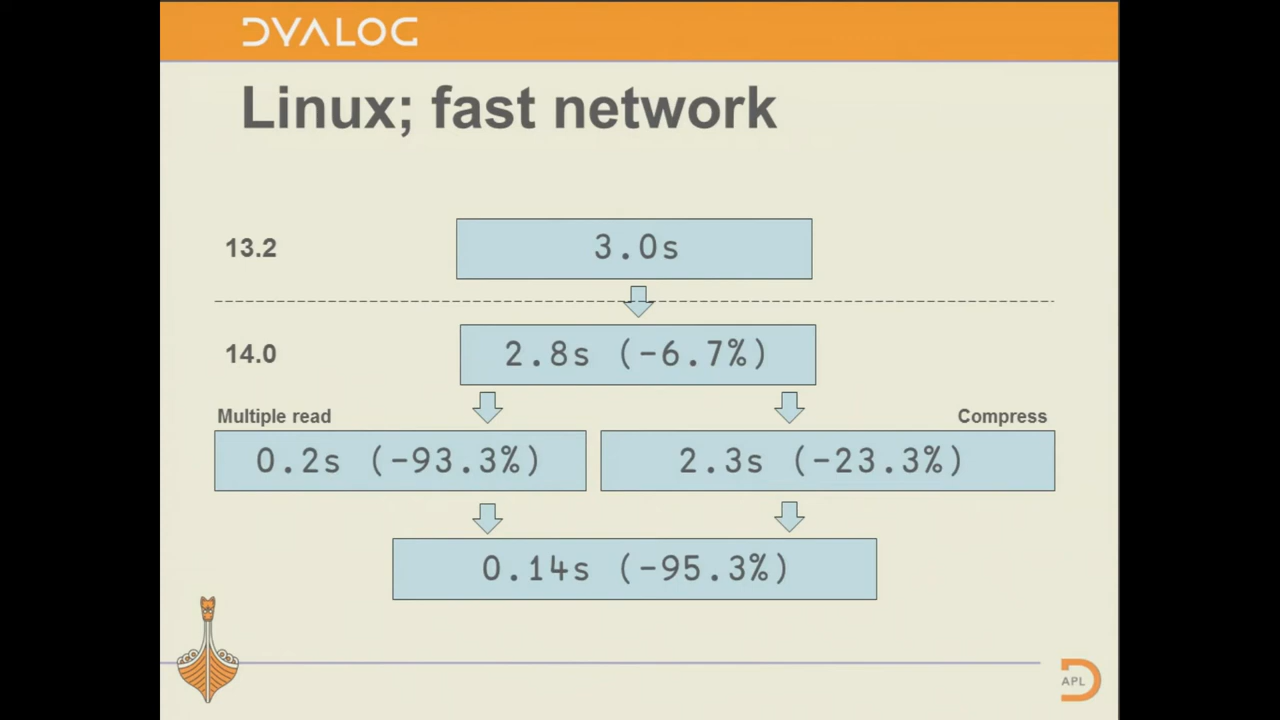 DYALOG
Linux; fast network
13.2
3.0s
14.0
2.8s (-6.7%)
Multiple read
Compress
0.2s (-93.3%)
2.3s (-23.3%)
0.14s (-95.3%)
APL